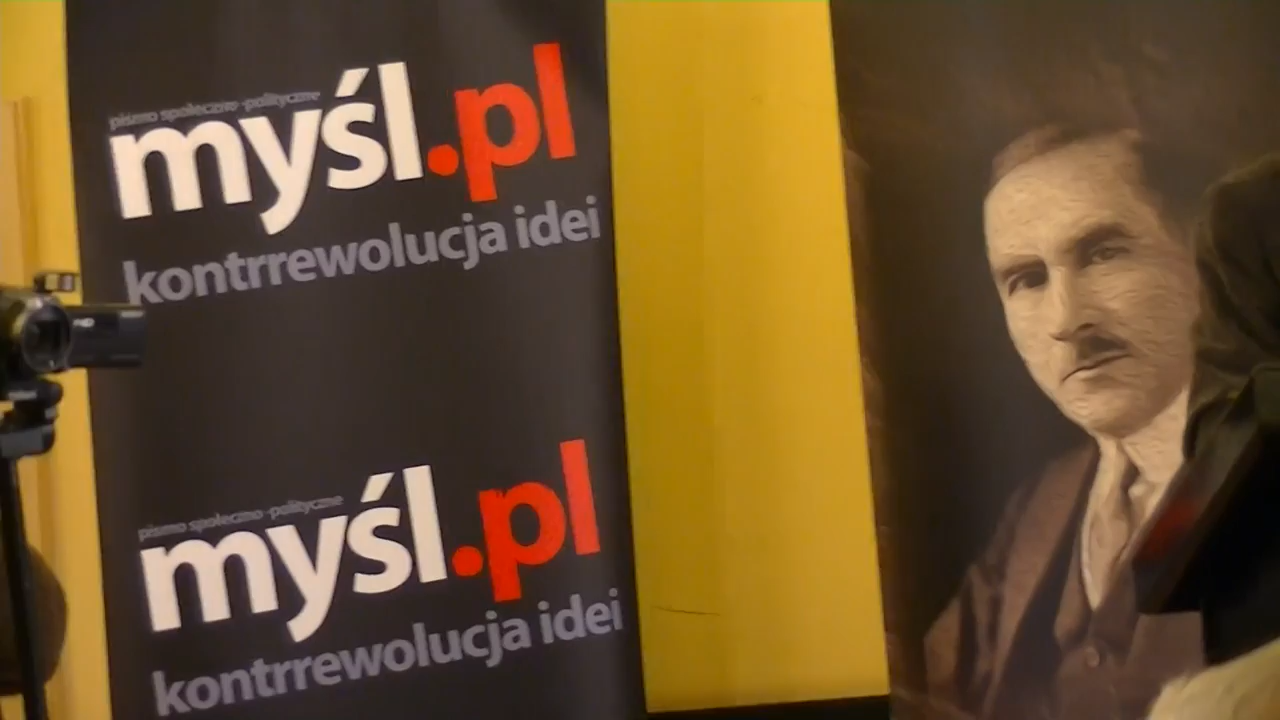 pismo społeczno-polityczne
myśl.pl
kontrrewolucja idei
pismo społeczno-polityczne
myśl.pl
kontrrewolucja idei